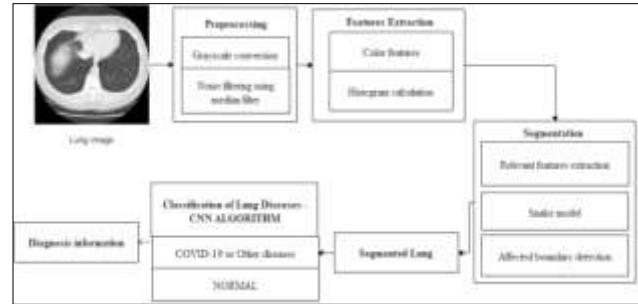 Preprocessing
Grayscale conversion
Noise filtering using
median filter
Features Extraction
Color features
Histogram calculation
Lung image
Segmentation
Relevant features extraction
Snake model
Affected boundary detection
Segmented Lung
Classification of Lung Diseases -
CNN ALGORITHM
COVID-19 or Other diseases
NORMAL
Diagnosis information